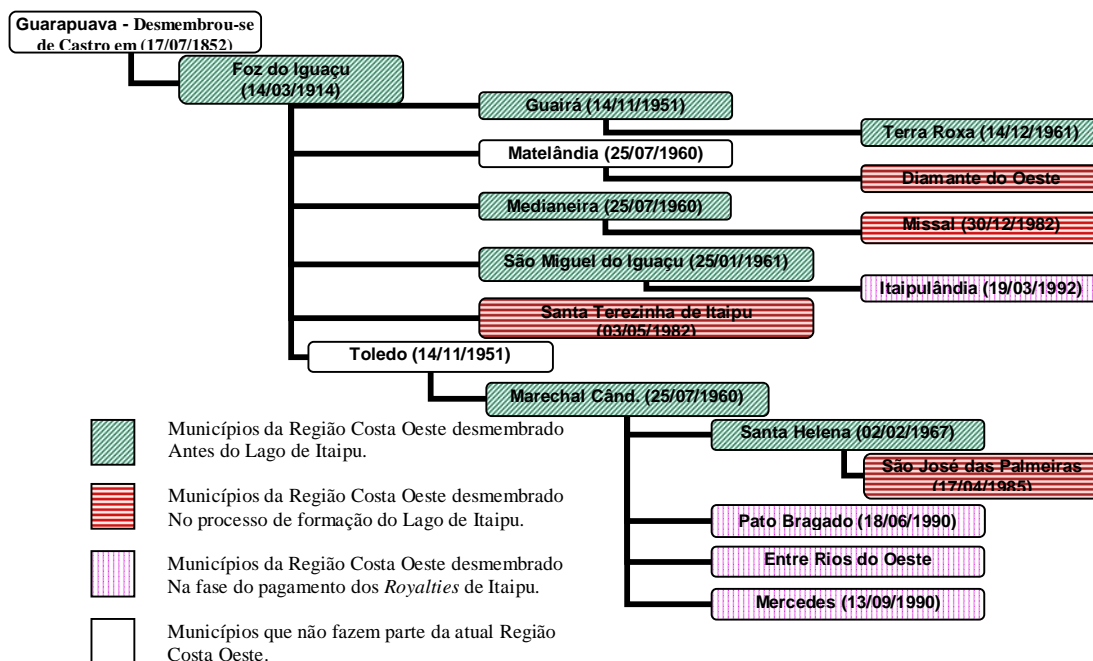 Guarapuava - Desmembrou-se
de Castro em (17/07/1852)
Foz do Iguaçu
(14/03/1914)
Guairá (14/11/1951)
Terra Roxa (14/12/1961)
Matelândia (25/07/1960)
Diamante do Oeste
Medianeira (25/07/1960)
Missal (30/12/1982)
São Miguel do Iguaçu (25/01/1961)
Itaipulândia (19/03/1992)
Santa Terezinha de Itaipu
(03/05/1982)
Toledo (14/11/1951)
Marechal Când. (25/07/1960)
Santa Helena (02/02/1967)
São José das Palmeiras
(17/04/1985)
Pato Bragado (18/06/1990)
Entre Rios do Oeste
Mercedes (13/09/1990)
Municípios da Região Costa Oeste desmembrado
Antes do Lago de Itaipu.
Municípios da Região Costa Oeste desmembrado
No processo de formação do Lago de Itaipu.
Municípios da Região Costa Oeste desmembrado
Na fase do pagamento dos Royalties de Itaipu.
Municípios que não fazem parte da atual Região
Costa Oeste.